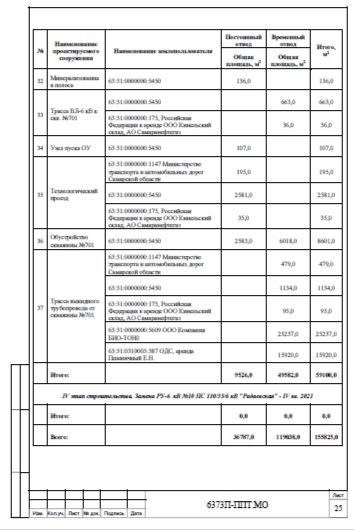 № Наименование проектируемого сооружения Наименование землепользователя Постоянный отвод Временный отвод Итого, м²
Общая площадь, м² Общая площадь, м²
32 Минерализованная полоса 63:31:0000000:5450 136,0 136,0
33 Трасса ВЛ-6 кВ к скв. №701 63:31:0000000:5450 663,0 663,0
63:31:0000000:175, Российская Федерация в аренде ООО Кинельский склад, АО Самаранефтегаз 36,0 36,0
34 Узел пуска ОУ 63:31:0000000:5450 107,0 107,0
35 Технологический проезд 63:31:0000000:1147 Министерство транспорта и автомобильных дорог Самарской области 195,0 195,0
63:31:0000000:5450 2581,0 2581,0
63:31:0000000:175, Российская Федерация в аренде ООО Кинельский склад, АО Самаранефтегаз 35,0 35,0
36 Обустройство скважины №701 63:31:0000000:5450 2583,0 6018,0 8601,0
37 Трасса выкидного трубопровода от скважины №701 63:31:0000000:1147 Министерство транспорта и автомобильных дорог Самарской области 479,0 479,0
63:31:0000000:5450 1134,0 1134,0
63:31:0000000:175, Российская Федерация в аренде ООО Кинельский склад, АО Самаранефтегаз 95,0 95,0
63:31:0000000:5609 ООО Компания БИО-ТОНО 25237,0 25237,0
63:31:0310003:387 ОДС, аренда Пшеничный Е.Н. 15920,0 15920,0
Итого: 9526,0 49582,0 59100,0
IV этап строительства. Замена РУ-6 кВ №10 ПС 110/35/6 кВ "Радаевская" - IV кв. 2021
Итого: 0,0 0,0 0,0
Всего: 36787,0 119038,0 155825,0
6373П-ППТ.МО
Лист
25
Изм. Кол.уч. Лист № док. Подпись Дата